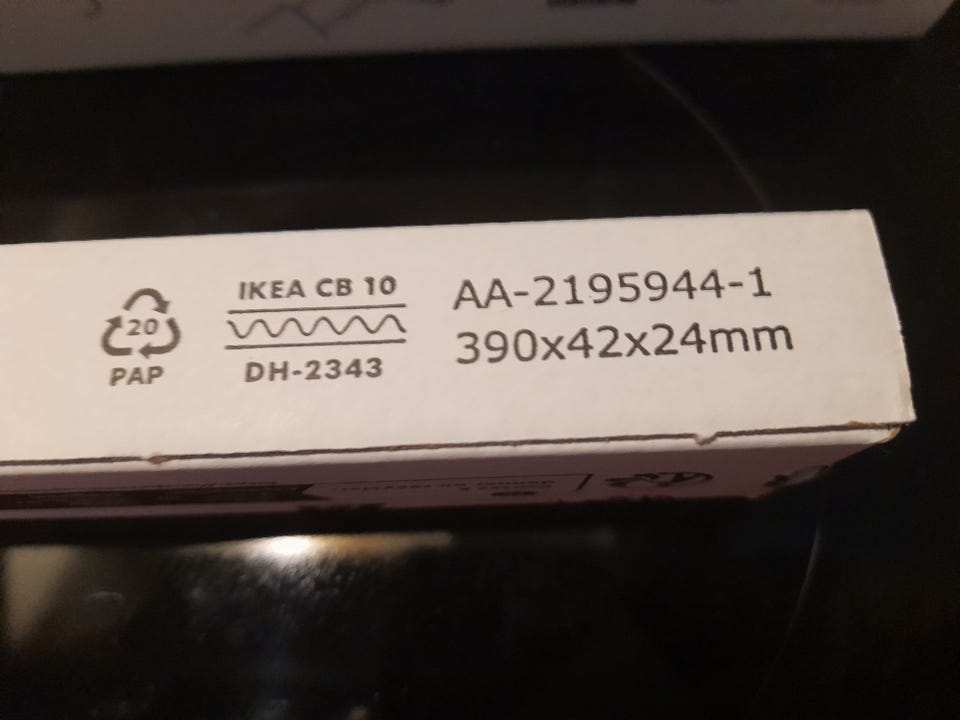 20
PAP
IKEA CB 10
DH-2343
AA-2195944-1
390x42x24mm